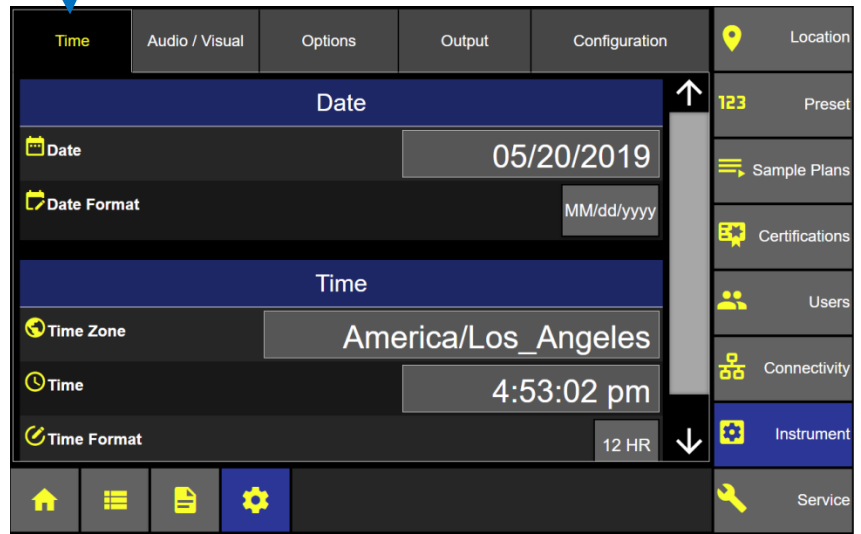 Time
Audio / Visual
Options
Output
Configuration
Date
Date
05/20/2019
Date Format
MM/dd/yyyy
Time
Time Zone
America/Los_Angeles
Time
4:53:02 pm
Time Format
12 HR
Location
123 Preset
Sample Plans
Certifications
Users
Connectivity
Instrument
Service